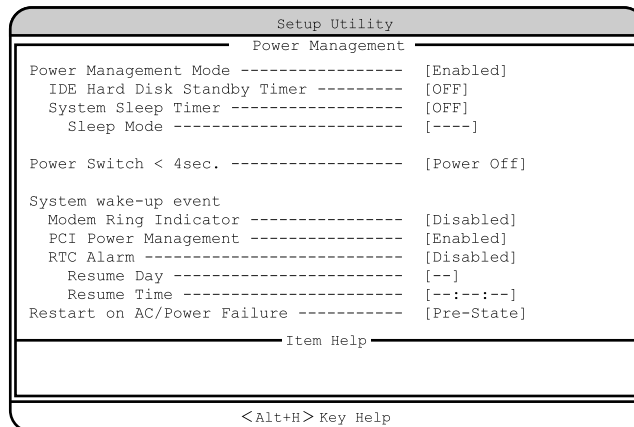 Setup Utility
Power Management
Power Management Mode ----------------- [Enabled]
IDE Hard Disk Standby Timer --------- [OFF]
System Sleep Timer ------------------ [OFF]
Sleep Mode ------------------------ [----]
Power Switch < 4sec. ------------------ [Power Off]
System wake-up event
Modem Ring Indicator ---------------- [Disabled]
PCI Power Management ---------------- [Enabled]
RTC Alarm --------------------------- [Disabled]
Resume Day ------------------------ [--]
Resume Time ----------------------- [--:--:--]
Restart on AC/Power Failure ----------- [Pre-State]
Item Help
<Alt+H> Key Help